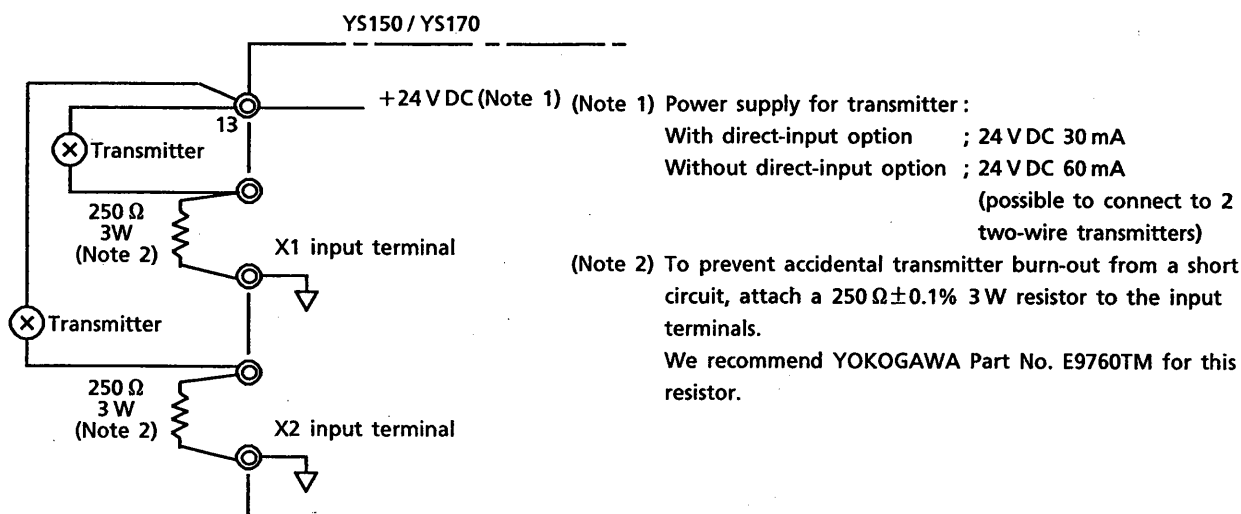 YS150 / YS170
+24 V DC (Note 1)
13
Transmitter
250 Ω
3W
(Note 2)
X1 input terminal
Transmitter
250 Ω
3 W
(Note 2)
X2 input terminal
(Note 1) Power supply for transmitter :
With direct-input option ; 24 V DC 30 mA
Without direct-input option ; 24 V DC 60 mA
(possible to connect to 2
two-wire transmitters)
(Note 2) To prevent accidental transmitter burn-out from a short
circuit, attach a 250 Ω±0.1% 3 W resistor to the input
terminals.
We recommend YOKOGAWA Part No. E9760TM for this
resistor.